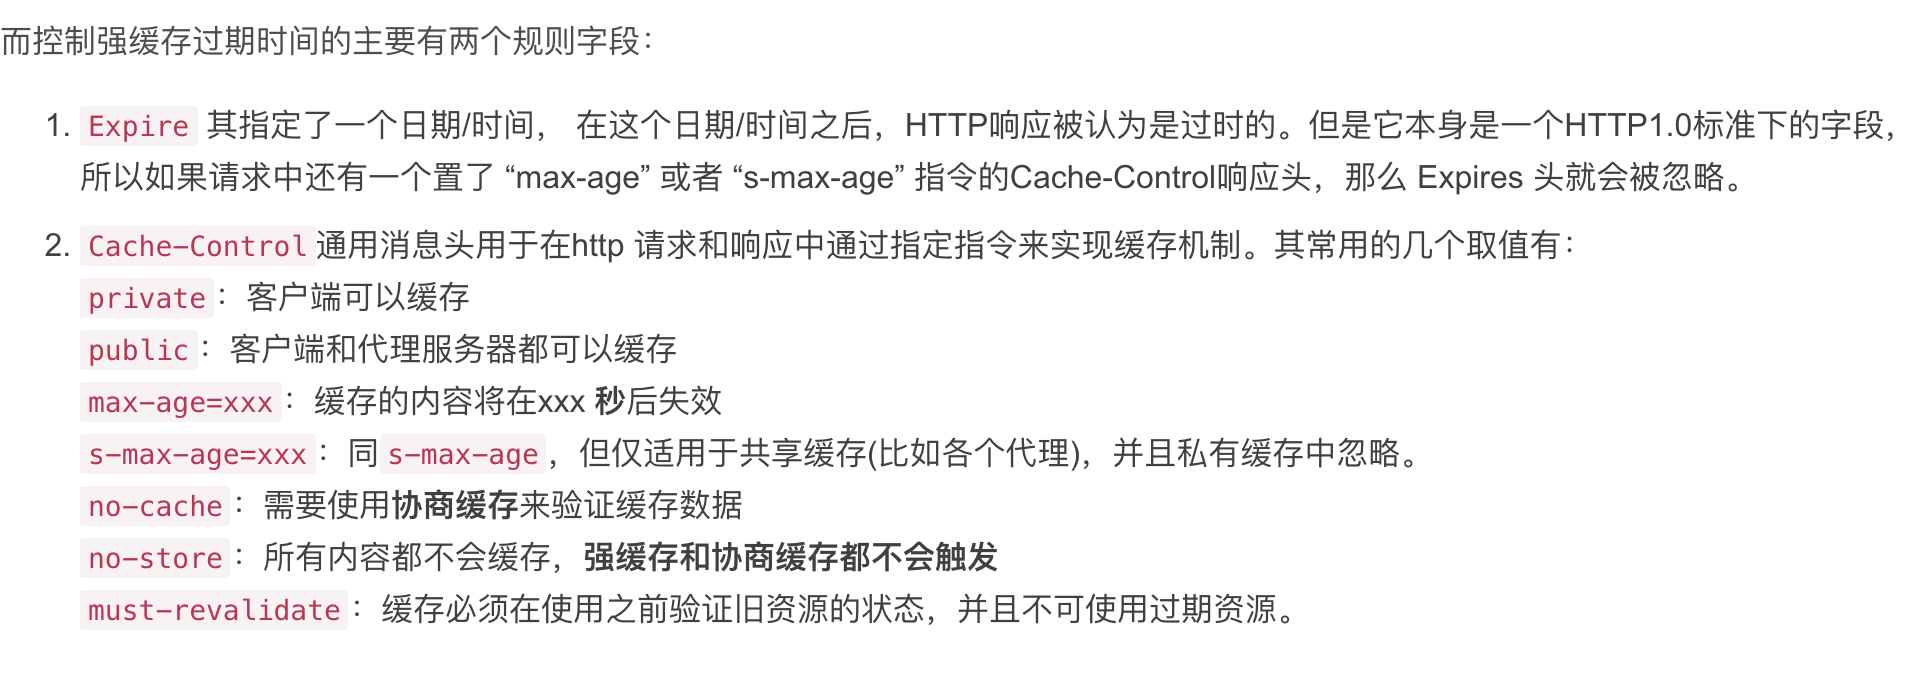 而控制强缓存过期时间的主要有两个规则字段：
1. Expire 其指定了一个日期/时间， 在这个日期/时间之后，HTTP响应被认为是过时的。但是它本身是一个HTTP1.0标准下的字段，
所以如果请求中还有一个置了 “max-age” 或者 “s-max-age” 指令的Cache-Control响应头，那么 Expires 头就会被忽略。
2. Cache-Control通用消息头用于在http 请求和响应中通过指定指令来实现缓存机制。其常用的几个取值有：
private：客户端可以缓存
public：客户端和代理服务器都可以缓存
max-age=xxx：缓存的内容将在xxx 秒后失效
s-max-age=xxx：同s-max-age，但仅适用于共享缓存(比如各个代理)，并且私有缓存中忽略。
no-cache：需要使用协商缓存来验证缓存数据
no-store：所有内容都不会缓存，强缓存和协商缓存都不会触发
must-revalidate：缓存必须在使用之前验证旧资源的状态，并且不可使用过期资源。